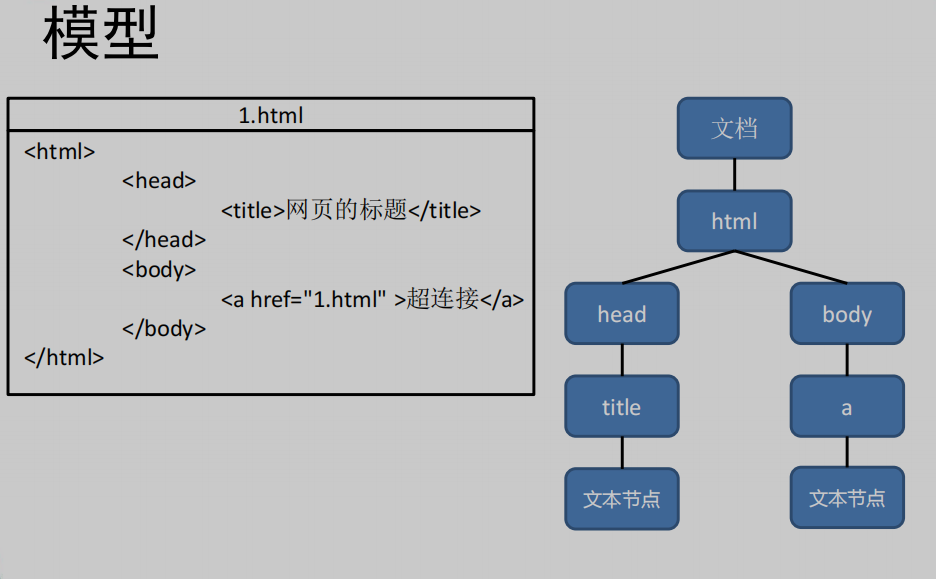 模型
1.html
<html>
<head>
<title>网页的标题</title>
</head>
<body>
<a href="1.html" >超连接</a>
</body>
</html>
文档
html
head
body
title
a
文本节点
文本节点